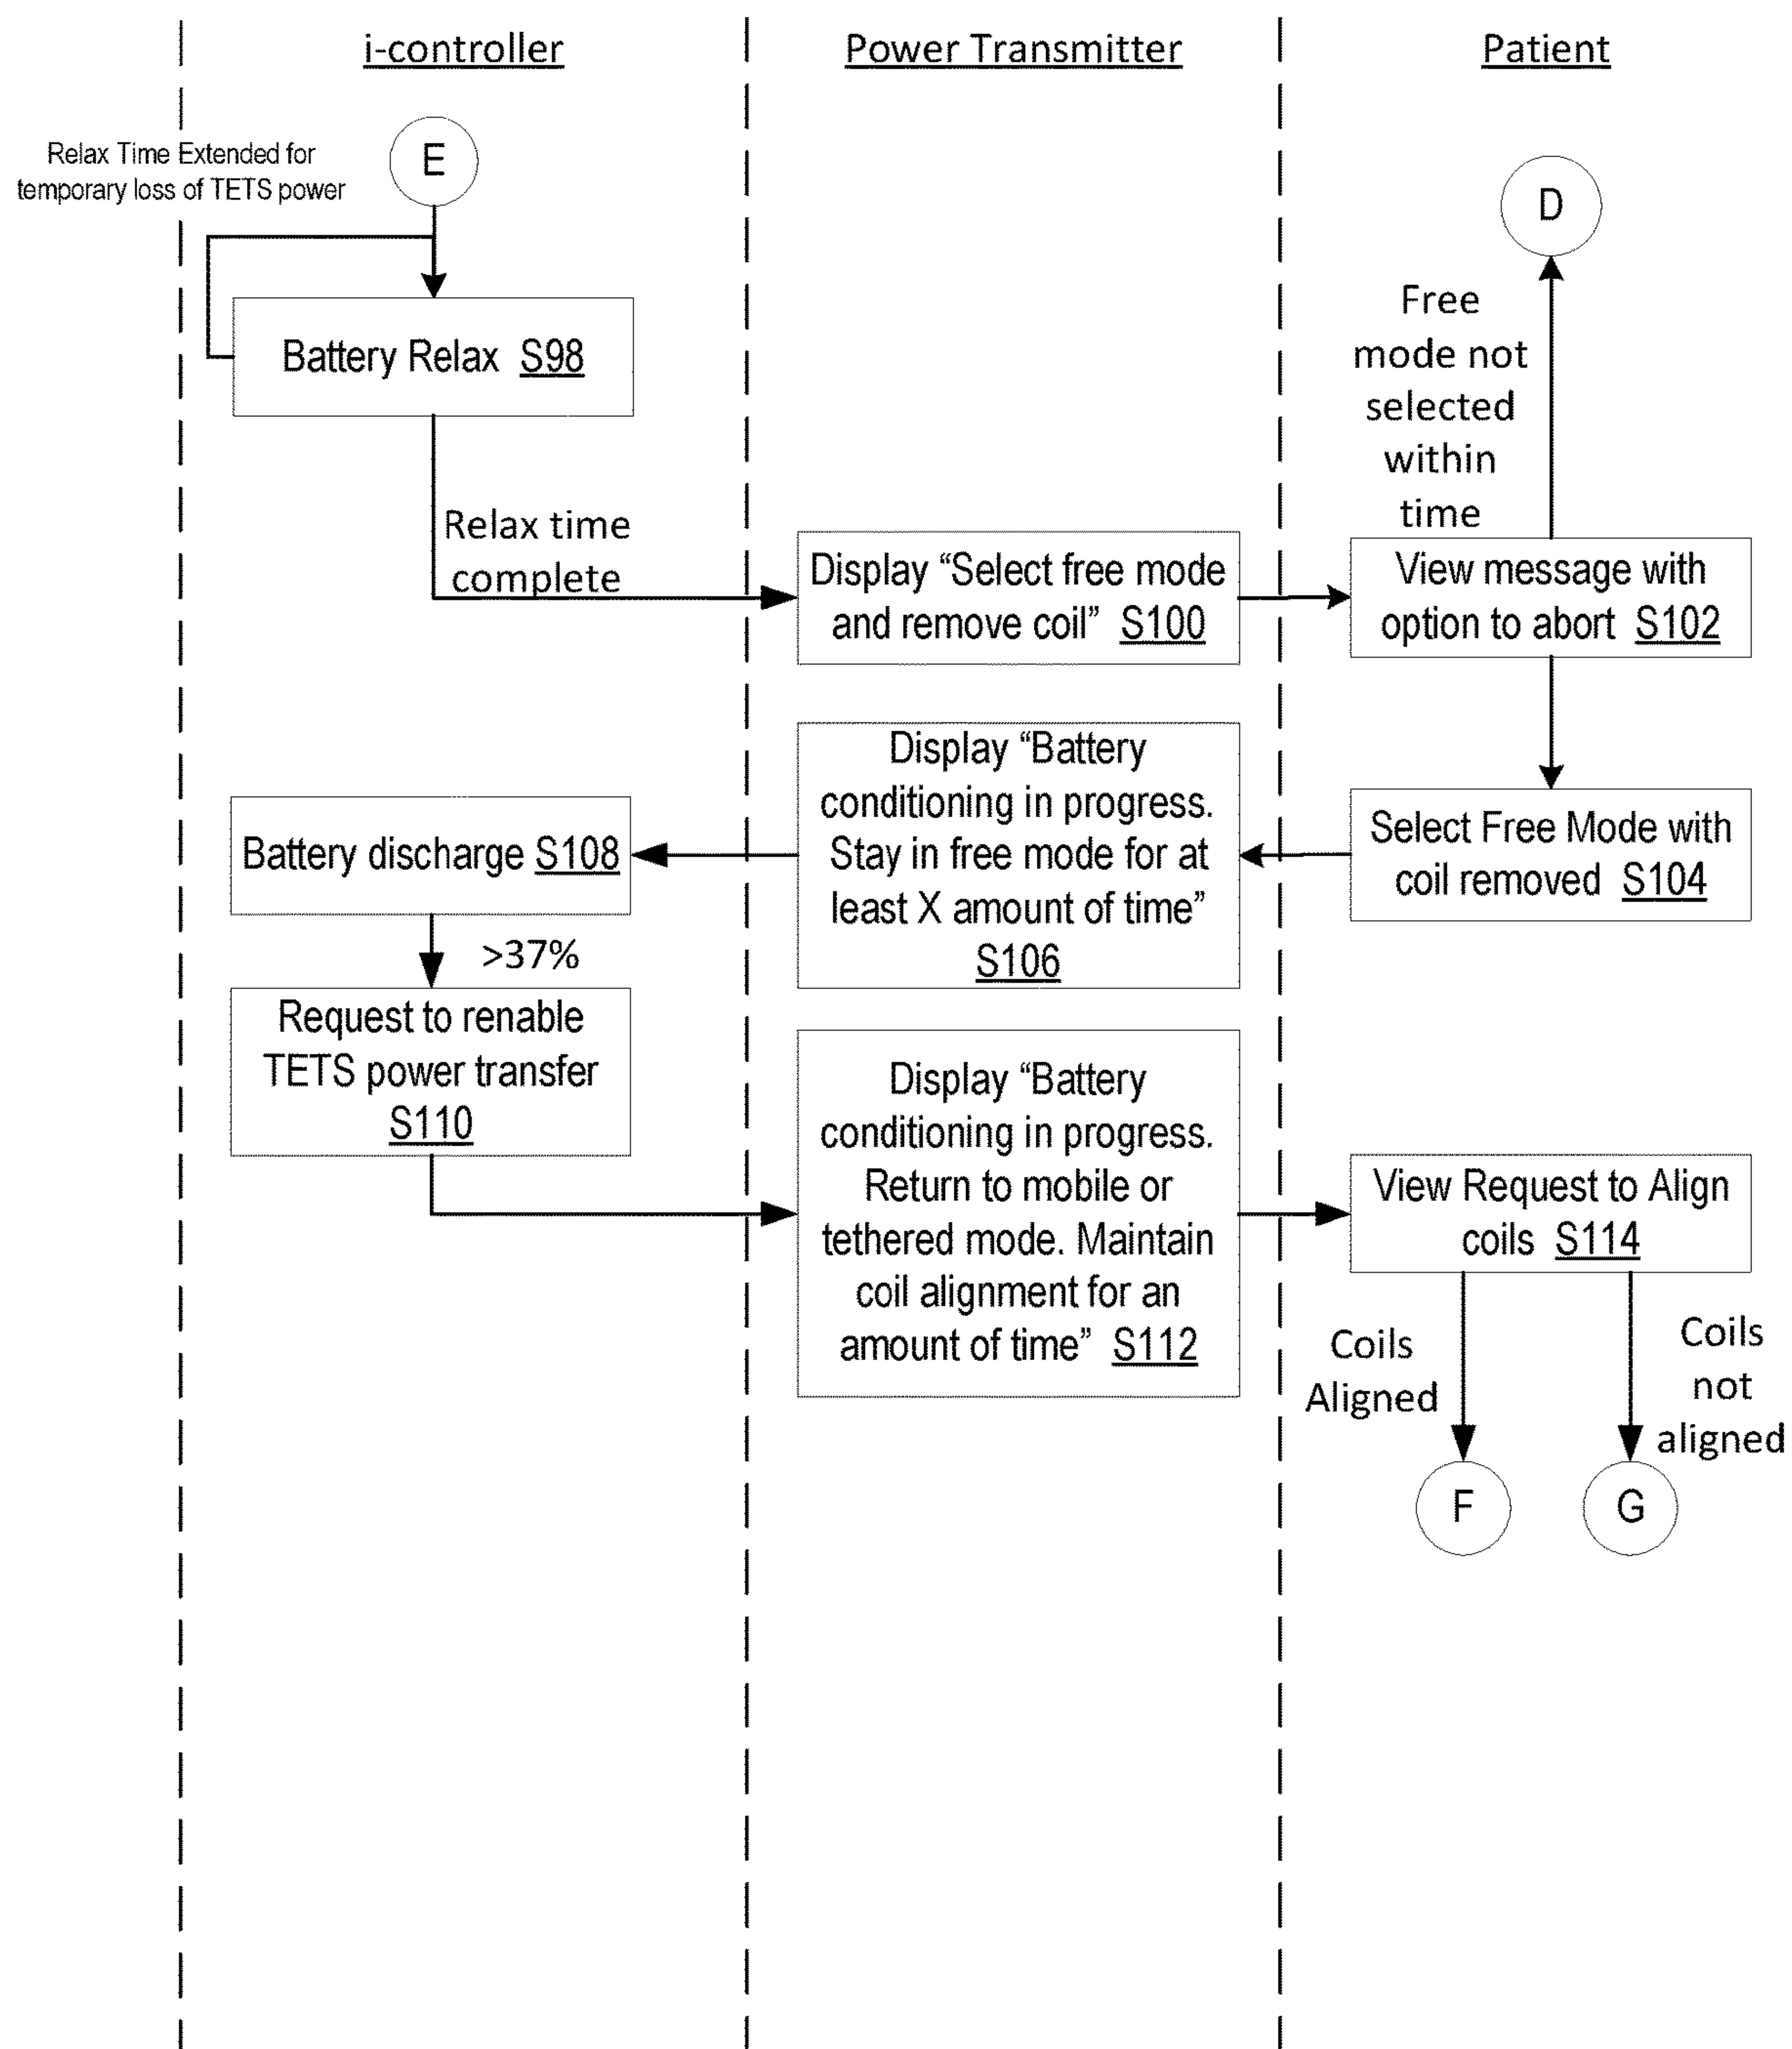 i-controller
Power Transmitter
Patient
Relax Time Extended for
temporary loss of TETS power
E
D
Battery Relax S98
Free
mode not
selected
within
time
Relax time
complete
Display “Select free mode
and remove coil” S100
View message with
option to abort S102
Display “Battery
conditioning in progress.
Stay in free mode for at
least X amount of time”
S106
Select Free Mode with
coil removed S104
Battery discharge S108
>37%
Request to renable
TETS power transfer
S110
Display “Battery
conditioning in progress.
Return to mobile or
tethered mode. Maintain
coil alignment for an
amount of time” S112
View Request to Align
coils S114
Coils
Aligned
Coils
not
aligned
F
G